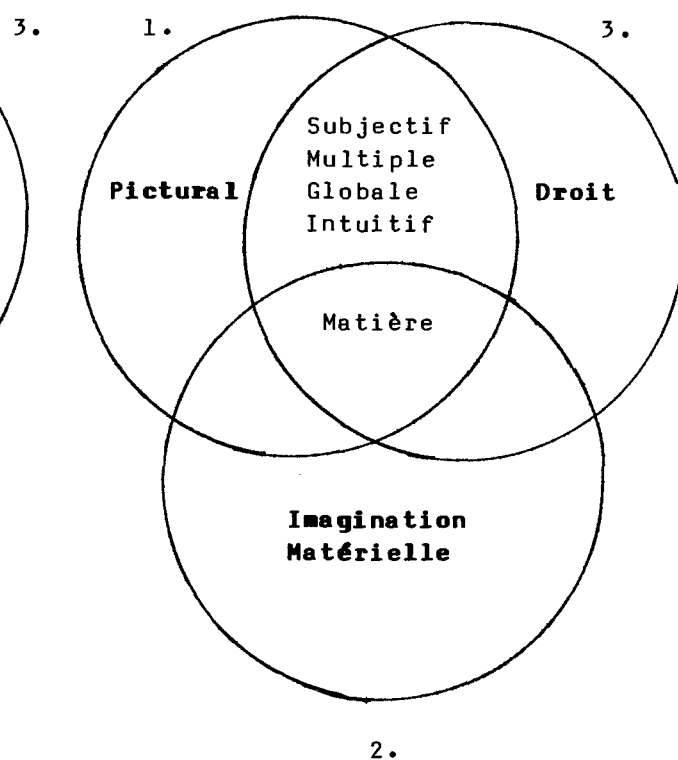 3. 1. 3.
Subjectif
Multiple
Pictural Globale Droit
Intuitif
Matière
Imagination
Matérielle
2.